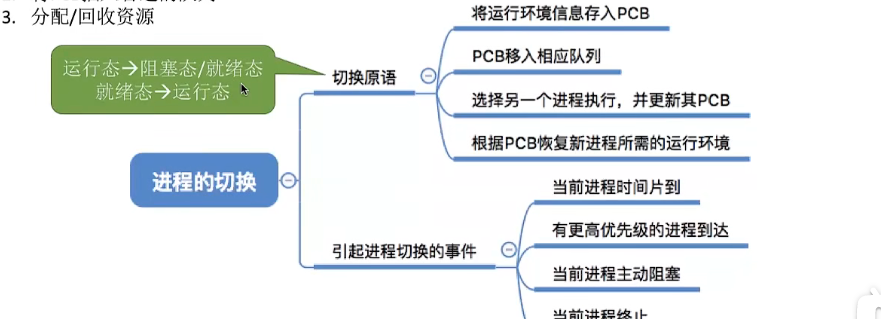 3. 分配/回收资源
将运行环境信息存入PCB
运行态→阻塞态/就绪态
就绪态→运行态
切换原语
PCB移入相应队列
选择另一个进程执行，并更新其PCB
根据PCB恢复新进程所需的运行环境
进程的切换
当前进程时间片到
引起进程切换的事件
有更高优先级的进程到达
当前进程主动阻塞
当前进程终止